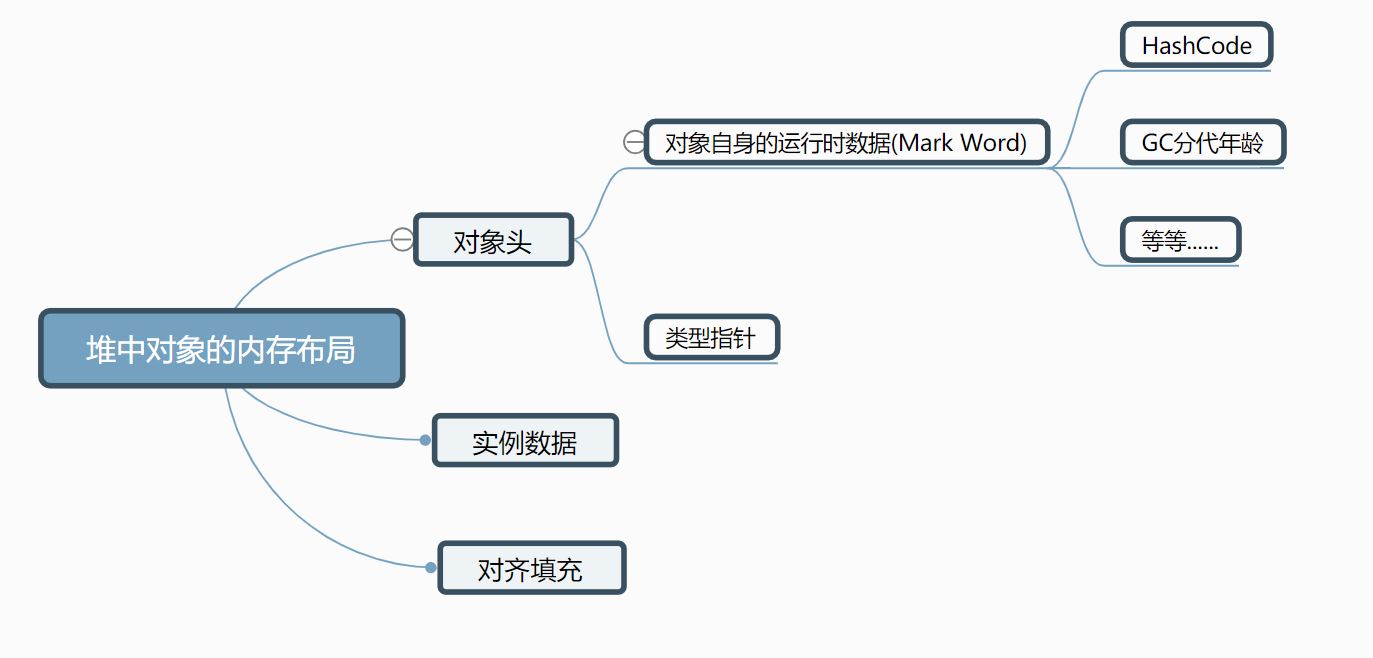 堆中对象的内存布局
对象头
对象自身的运行时数据(Mark Word)
HashCode
GC分代年龄
等等......
类型指针
实例数据
对齐填充